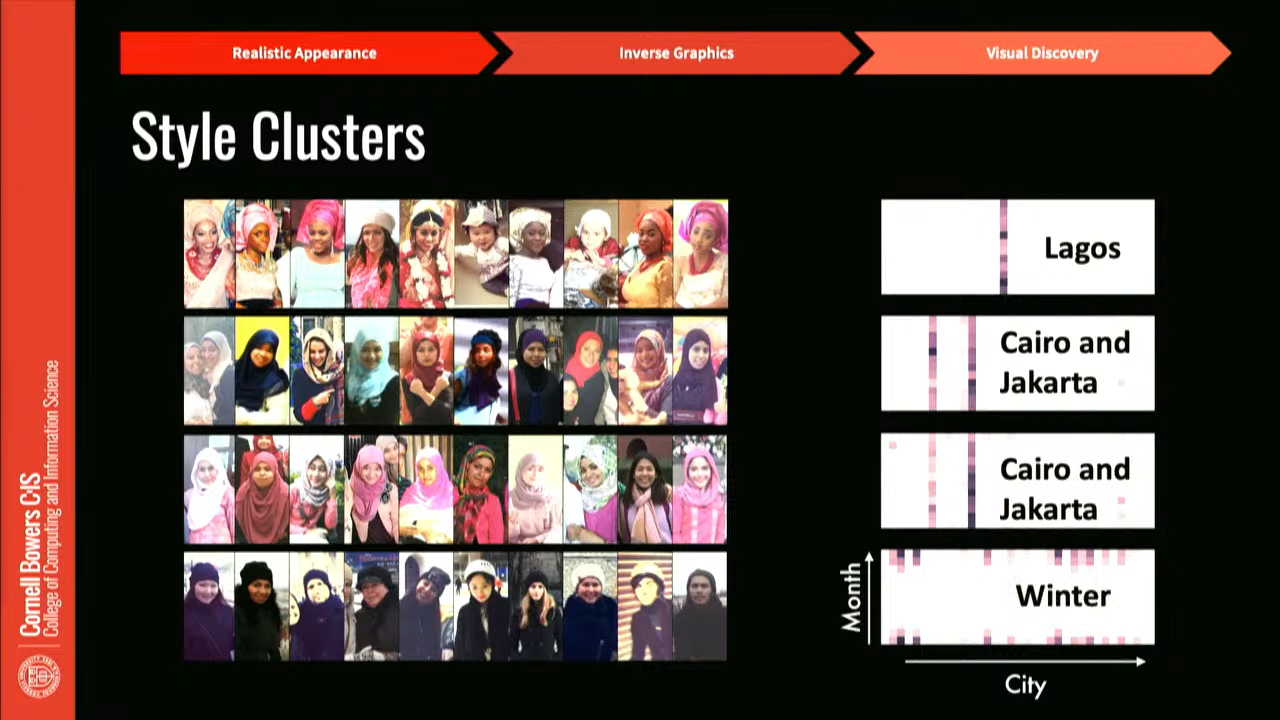 Realistic Appearance
Inverse Graphics
Visual Discovery
Style Clusters
Lagos
Cairo and
Jakarta
Cairo and
Jakarta
Winter
Month
City
Cornell Bowers CIS
College of Computing and Information Science